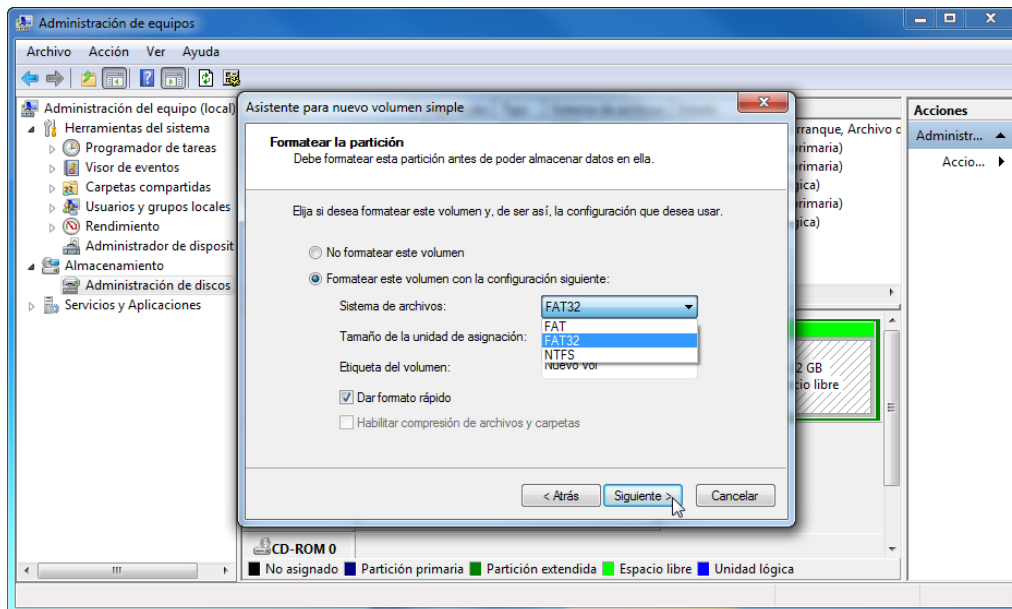 Administración de equipos
Archivo Acción Ver Ayuda
Administración del equipo (local)
Herramientas del sistema
Programador de tareas
Visor de eventos
Carpetas compartidas
Usuarios y grupos locales
Rendimiento
Administrador de disposit
Almacenamiento
Administración de discos
Servicios y Aplicaciones
Asistente para nuevo volumen simple
Formatear la partición
Debe formatear esta partición antes de poder almacenar datos en ella.
Elija si desea formatear este volumen y, de ser así, la configuración que desea usar.
No formatear este volumen
Formatear este volumen con la configuración siguiente:
Sistema de archivos: FAT32
FAT
Tamaño de la unidad de asignación: FAT32
NTFS
Etiqueta del volumen: Nuevo vol
Dar formato rápido
Habilitar compresión de archivos y carpetas
< Atrás Siguiente > Cancelar
rranque, Archivo c
rimaria)
rimaria)
gica)
rimaria)
gica)
2 GB
cio libre
Acciones
Administr...
Accio...
CD-ROM 0
No asignado Partición primaria Partición extendida Espacio libre Unidad lógica